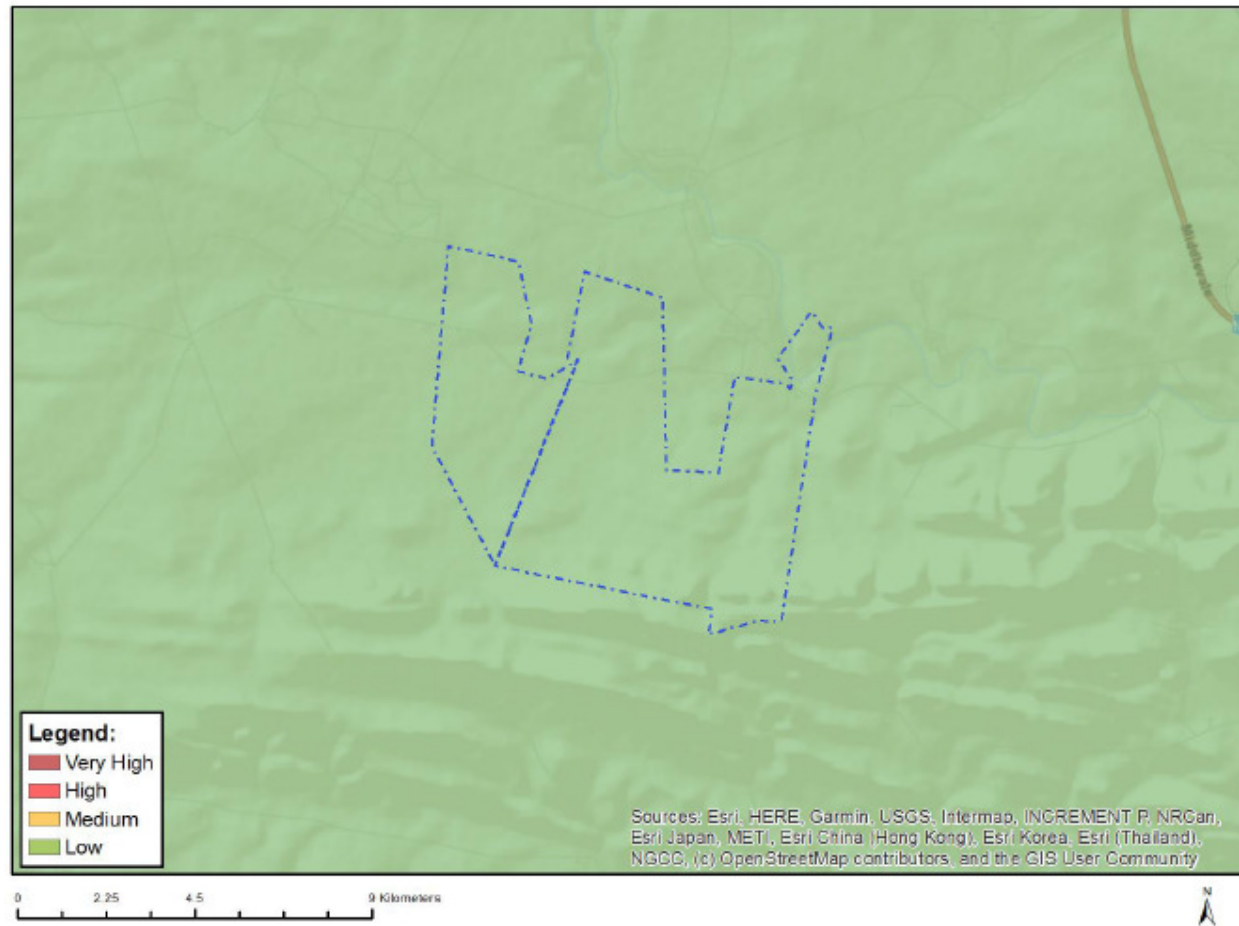 Middlevale
Legend:
Very High
High
Medium
Low
Sources: Esri, HERE, Garmin, USGS, Intermap, INCREMENT P, NRCan,
Esri Japan, METI, Esri China (Hong Kong), Esri Korea, Esri (Thailand),
NGCC, (c) OpenStreetMap contributors, and the GIS User Community
0 2.25 4.5 9 Kilometers
N